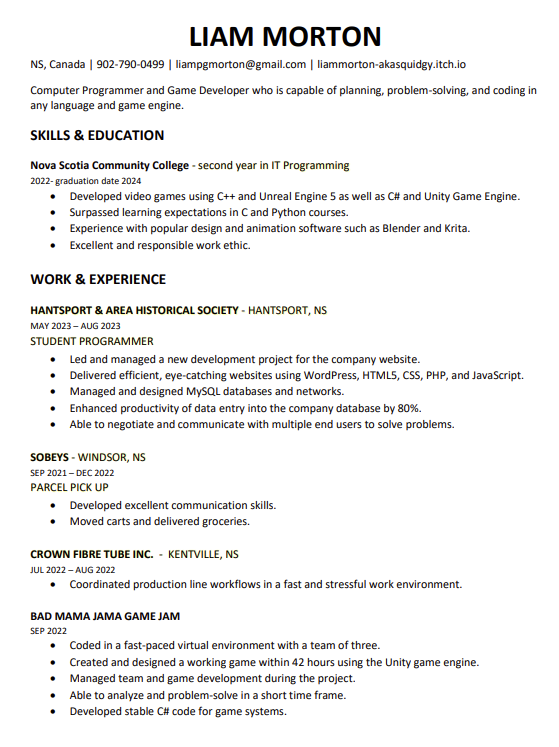 LIAM MORTON
NS, Canada | 902-790-0499 | liampgmorton@gmail.com | liammorton-akasquidgy.itch.io
Computer Programmer and Game Developer who is capable of planning, problem-solving, and coding in
any language and game engine.
SKILLS & EDUCATION
Nova Scotia Community College - second year in IT Programming
2022- graduation date 2024
• Developed video games using C++ and Unreal Engine 5 as well as C# and Unity Game Engine.
• Surpassed learning expectations in C and Python courses.
• Experience with popular design and animation software such as Blender and Krita.
• Excellent and responsible work ethic.
WORK & EXPERIENCE
HANTSPORT & AREA HISTORICAL SOCIETY - HANTSPORT, NS
MAY 2023 – AUG 2023
STUDENT PROGRAMMER
• Led and managed a new development project for the company website.
• Delivered efficient, eye-catching websites using WordPress, HTML5, CSS, PHP, and JavaScript.
• Managed and designed MySQL databases and networks.
• Enhanced productivity of data entry into the company database by 80%.
• Able to negotiate and communicate with multiple end users to solve problems.
SOBEYS - WINDSOR, NS
SEP 2021 – DEC 2022
PARCEL PICK UP
• Developed excellent communication skills.
• Moved carts and delivered groceries.
CROWN FIBRE TUBE INC. - KENTVILLE, NS
JUL 2022 – AUG 2022
• Coordinated production line workflows in a fast and stressful work environment.
BAD MAMA JAMA GAME JAM
SEP 2022
• Coded in a fast-paced virtual environment with a team of three.
• Created and designed a working game within 42 hours using the Unity game engine.
• Managed team and game development during the project.
• Able to analyze and problem-solve in a short time frame.
• Developed stable C# code for game systems.